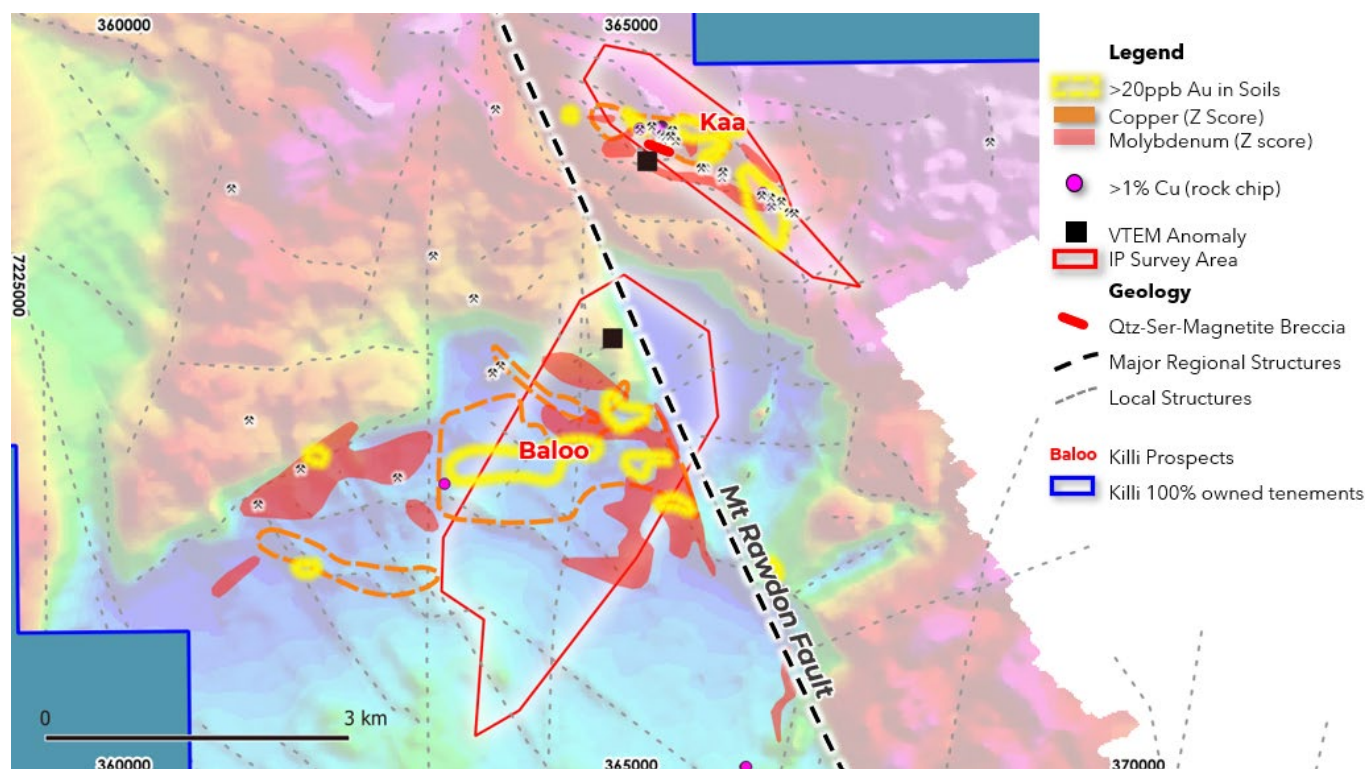 360000
365000
Kaa
7225000
Baloo
Mt Rawdon Fault
0
3 km
360000
365000
370000
Legend
>20ppb Au in Soils
Copper (Z Score)
Molybdenum (Z score)
>1% Cu (rock chip)
VTEM Anomaly
IP Survey Area
Geology
Qtz-Ser-Magnetite Breccia
Major Regional Structures
Local Structures
Baloo Killi Prospects
Killi 100% owned tenements